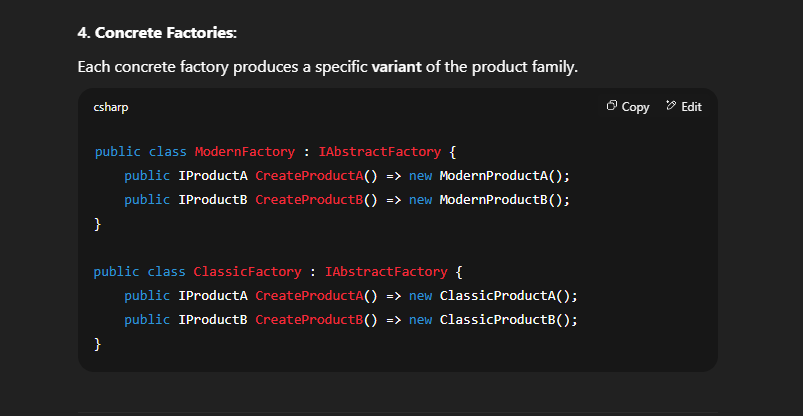 4. Concrete Factories:
Each concrete factory produces a specific variant of the product family.
csharp
Copy
Edit
public class ModernFactory : IAbstractFactory {
    public IProductA CreateProductA() => new ModernProductA();
    public IProductB CreateProductB() => new ModernProductB();
}
public class ClassicFactory : IAbstractFactory {
    public IProductA CreateProductA() => new ClassicProductA();
    public IProductB CreateProductB() => new ClassicProductB();
}